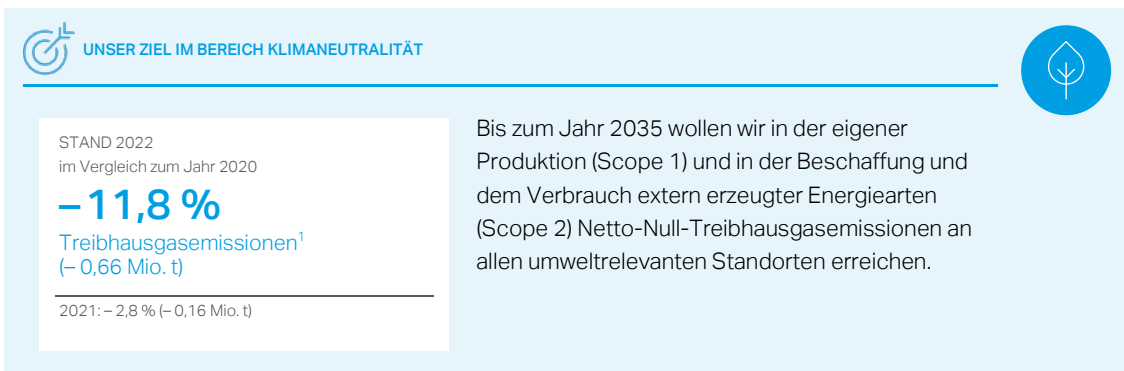 UNSER ZIEL IM BEREICH KLIMANEUTRALITÄT
STAND 2022
im Vergleich zum Jahr 2020
– 11,8 %
Treibhausgasemissionen¹
(– 0,66 Mio. t)
2021: – 2,8 % (– 0,16 Mio. t)
Bis zum Jahr 2035 wollen wir in der eigener
Produktion (Scope 1) und in der Beschaffung und
dem Verbrauch extern erzeugter Energiearten
(Scope 2) Netto-Null-Treibhausgasemissionen an
allen umweltrelevanten Standorten erreichen.